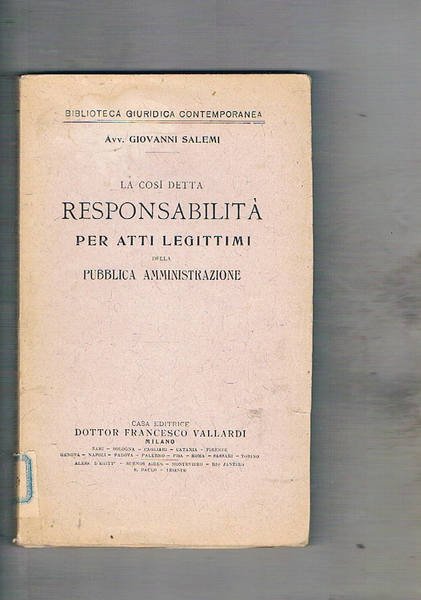 BIBLIOTECA GIURIDICA CONTEMPORANEA
AVV. GIOVANNI SALEMI
LA COSÌ DETTA
RESPONSABILITÀ
PER ATTI LEGITTIMI
DELLA
PUBBLICA AMMINISTRAZIONE
CASA EDITRICE
DOTTOR FRANCESCO VALLARDI
MILANO
BARI – BOLOGNA – CAGLIARI – CATANIA – FIRENZE
GENOVA – NAPOLI – PADOVA – PALERMO – PISA – ROMA – SASSARI – TORINO
ALESS. D'EGITTO – BUENOS AIRES – MONTEVIDEO – RIO JANEIRO
S. PAULO – TRIESTE